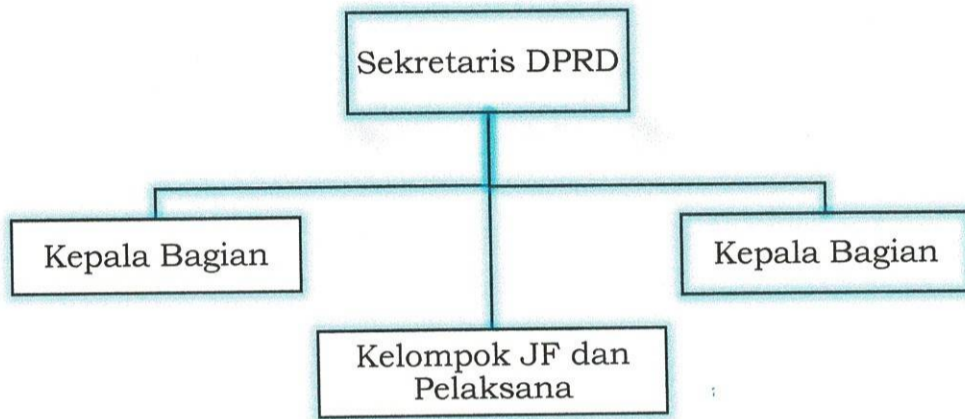 Sekretaris DPRD
Kepala Bagian
Kepala Bagian
Kelompok JF dan
Pelaksana